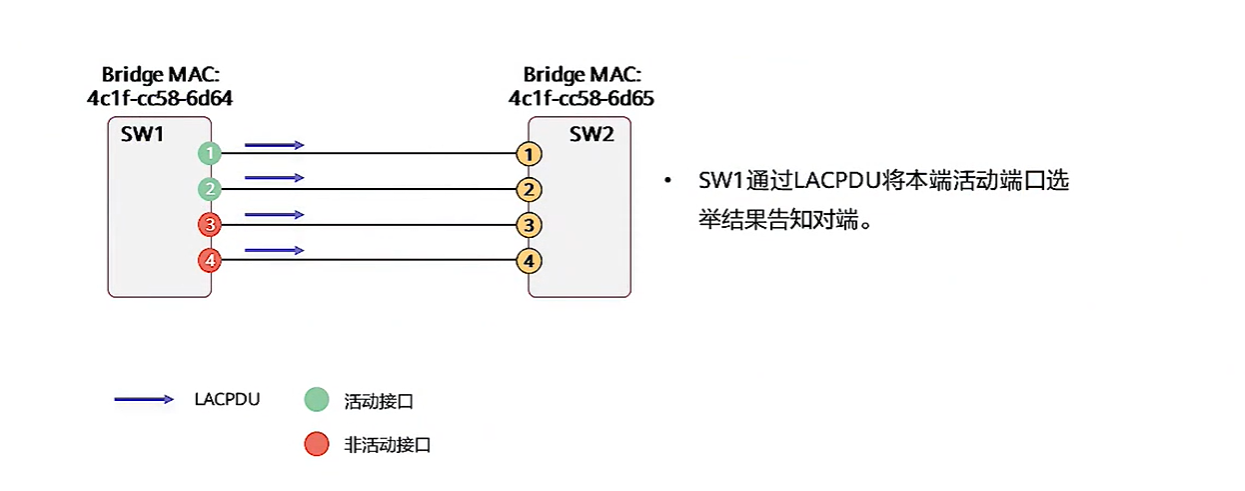 Bridge MAC:
4c1f-cc58-6d64
Bridge MAC:
4c1f-cc58-6d65
SW1
SW2
1
1
2
2
3
3
4
4
• SW1通过LACPDU将本端活动端口选
举结果告知对端。
LACPDU
活动接口
非活动接口